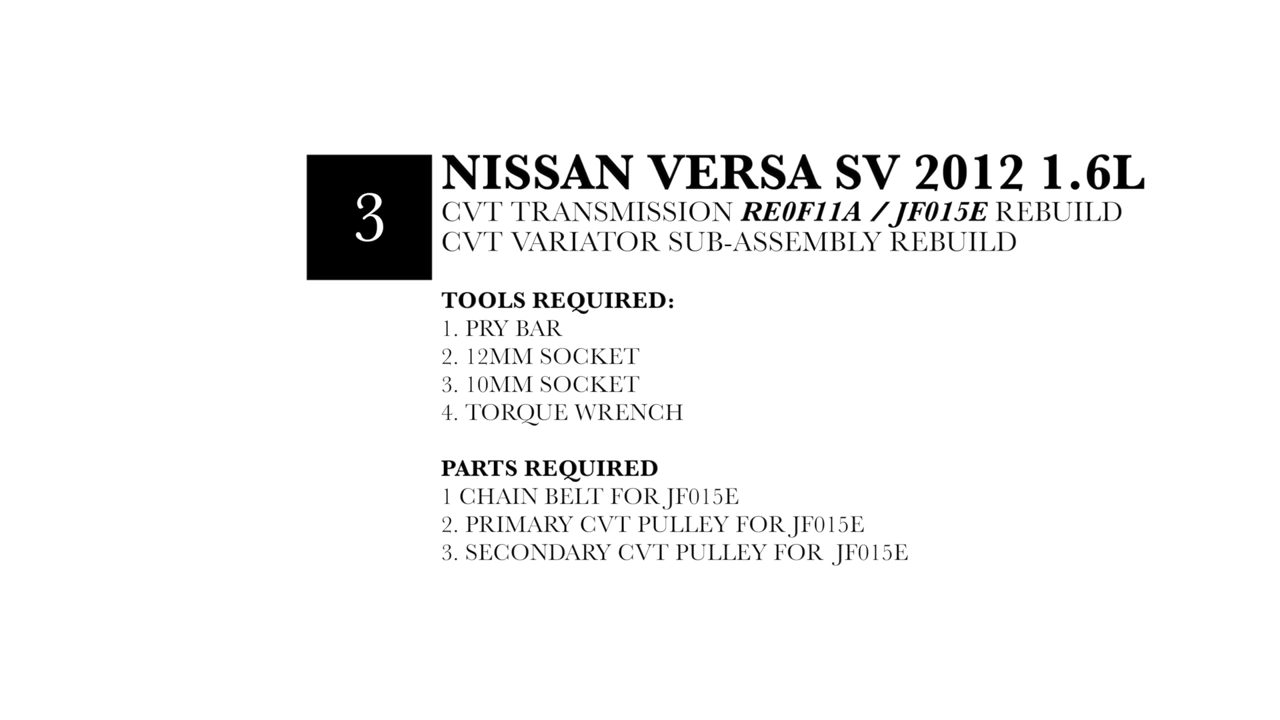 3
NISSAN VERSA SV 2012 1.6L
CVT TRANSMISSION RE0F11A / JF015E REBUILD
CVT VARIATOR SUB-ASSEMBLY REBUILD
TOOLS REQUIRED:
1. PRY BAR
2. 12MM SOCKET
3. 10MM SOCKET
4. TORQUE WRENCH
PARTS REQUIRED
1 CHAIN BELT FOR JF015E
2. PRIMARY CVT PULLEY FOR JF015E
3. SECONDARY CVT PULLEY FOR  JF015E